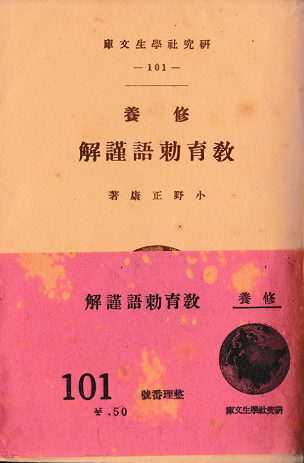 研究社學生文庫
— 101 —
修養
敎育勅語謹解
小野正康著
修養
敎育勅語謹解
整理番號
101
¥ .50
研究社學生文庫